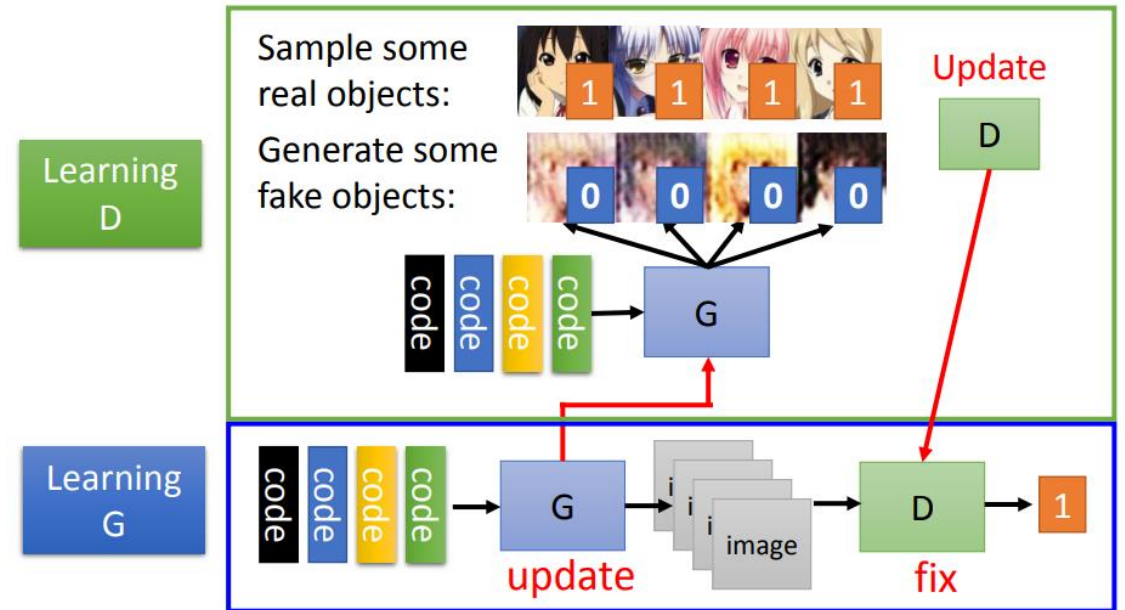 Sample some
real objects:
1 1 1 1
Update
D
Generate some
fake objects:
0 0 0 0
Learning
D
code code code code
G
Learning
G
code code code code
G
i
i
i
image
D
1
update
fix